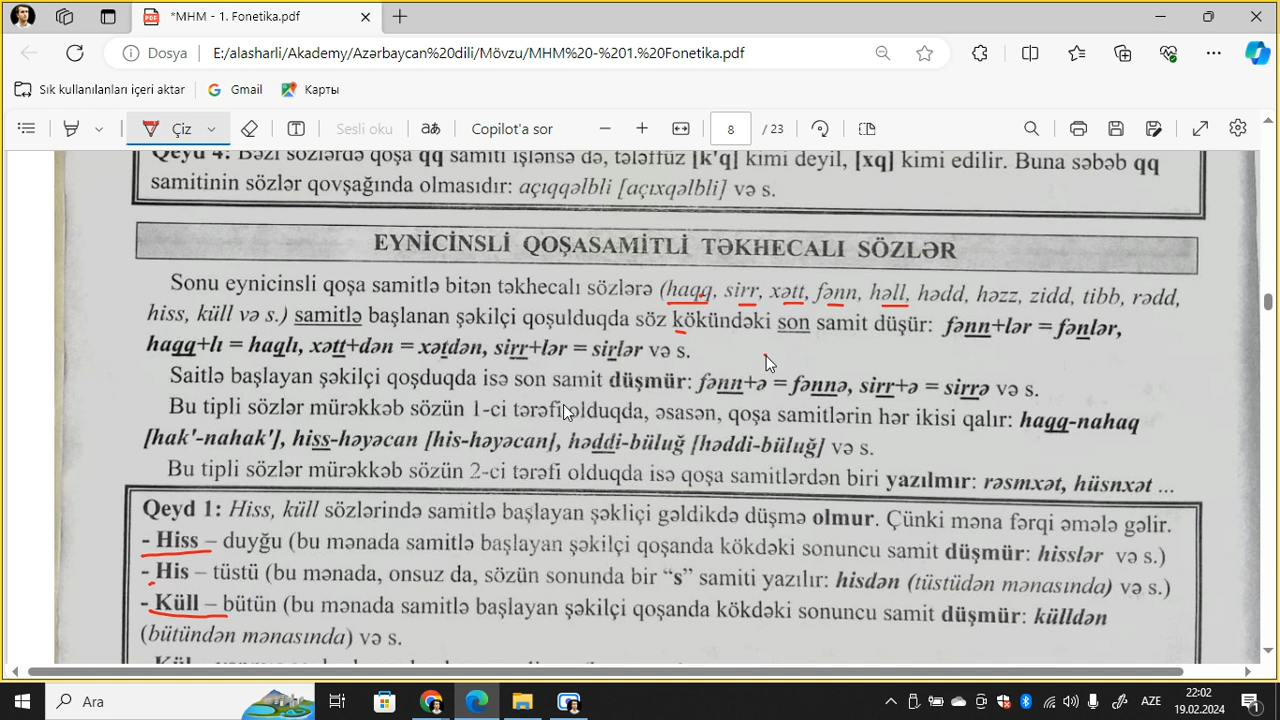 *MHM - 1. Fonetika.pdf
Dosya E:/alasharli/Akademy/Azərbaycan%20dili/Mövzu/MHM%20-%201.%20Fonetika.pdf
Sık kullanılanları içeri aktar Gmail Карты
Çiz Sesli oku aあ Copilot'a sor 8 / 23
Qeyd 4: Bəzi sözlərdə qoşa qq samiti işlənsə də, tələffüz [k'q] kimi deyil, [xq] kimi edilir. Buna səbəb qq
samitinin sözlər qovşağında olmasıdır: açıqqəlbli [açıxqəlbli] və s.
EYNİCİNSLİ QOŞASAMİTLİ TƏKHECALI SÖZLƏR
Sonu eynicinsli qoşa samitlə bitən təkhecalı sözlərə (haqq, sirr, xətt, fənn, həll, hədd, həzz, zidd, tibb, rədd,
hiss, küll və s.) samitlə başlanan şəkilçi qoşulduqda söz kökündəki son samit düşür: fənn+lər = fənlər,
haqq+lı = haqlı, xətt+dən = xətdən, sirr+lər = sirlər və s.
Saitlə başlayan şəkilçi qoşduqda isə son samit düşmür: fənn+ə = fənnə, sirr+ə = sirrə və s.
Bu tipli sözlər mürəkkəb sözün 1-ci tərəfi olduqda, əsasən, qoşa samitlərin hər ikisi qalır: haqq-nahaq
[hak'-nahak'], hiss-həyəcan [his-həyəcan], həddi-büluğ [həddi-büluğ] və s.
Bu tipli sözlər mürəkkəb sözün 2-ci tərəfi olduqda isə qoşa samitlərdən biri yazılmır: rəsmxət, hüsnxət ...
Qeyd 1: Hiss, küll sözlərində samitlə başlayan şəkliçi gəldikdə düşmə olmur. Çünki məna fərqi əmələ gəlir.
- Hiss – duyğu (bu mənada samitlə başlayan şəkilçi qoşanda kökdəki sonuncu samit düşmür: hisslər və s.)
- His – tüstü (bu mənada, onsuz da, sözün sonunda bir “s” samiti yazılır: hisdən (tüstüdən mənasında) və s.)
- Küll – bütün (bu mənada samitlə başlayan şəkilçi qoşanda kökdəki sonuncu samit düşmür: külldən
(bütündən mənasında) və s.
Ara AZE 22:02
19.02.2024